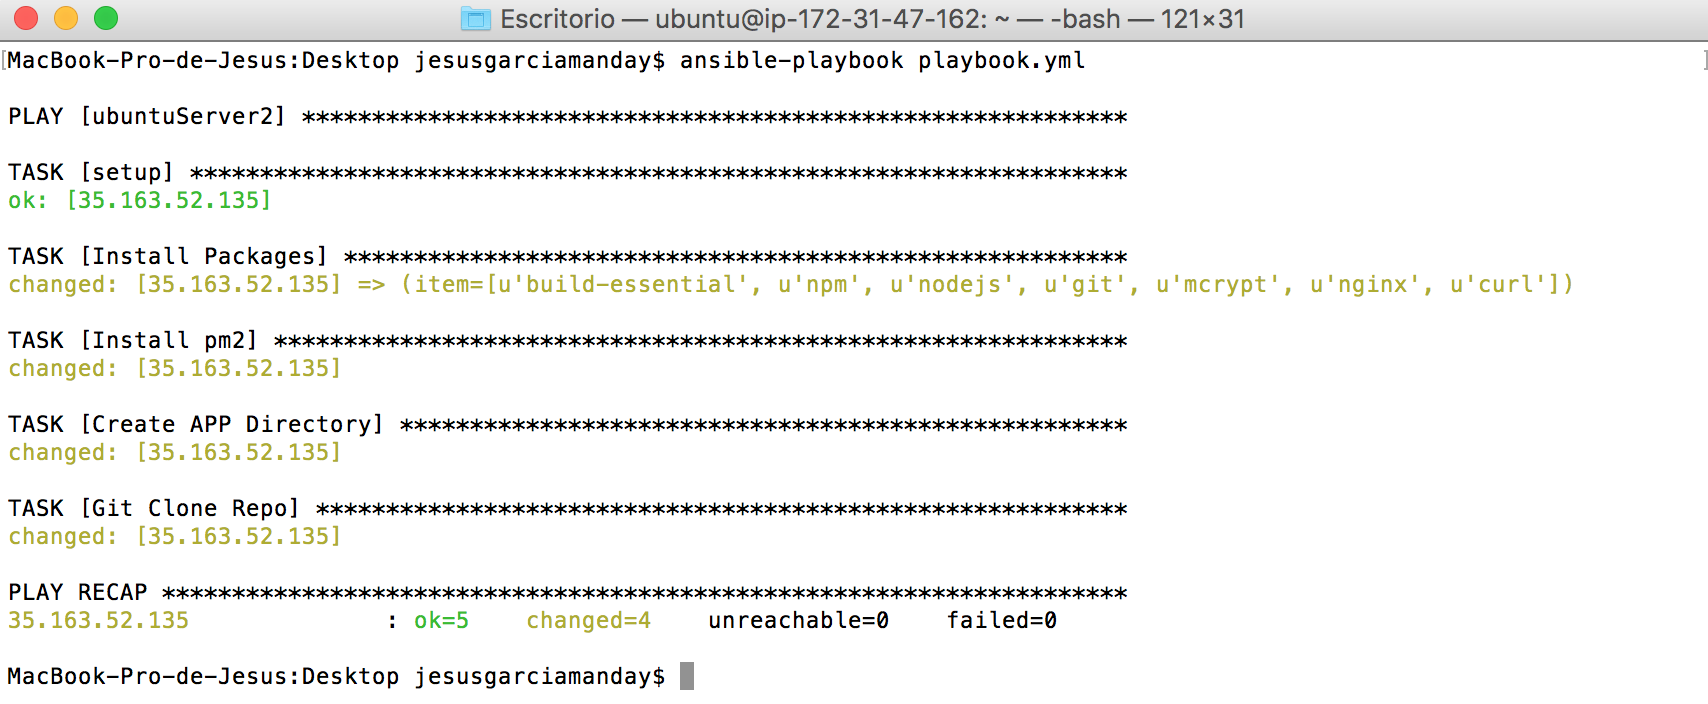 Escritorio — ubuntu@ip-172-31-47-162: ~ — -bash — 121×31
[MacBook-Pro-de-Jesus:Desktop jesusgarciamanday$ ansible-playbook playbook.yml ]
PLAY [ubuntuServer2] ***********************************************************
TASK [setup] *******************************************************************
ok: [35.163.52.135]
TASK [Install Packages] ********************************************************
changed: [35.163.52.135] => (item=[u'build-essential', u'npm', u'nodejs', u'git', u'mcrypt', u'nginx', u'curl'])
TASK [Install pm2] *************************************************************
changed: [35.163.52.135]
TASK [Create APP Directory] ****************************************************
changed: [35.163.52.135]
TASK [Git Clone Repo] **********************************************************
changed: [35.163.52.135]
PLAY RECAP *********************************************************************
35.163.52.135              : ok=5    changed=4    unreachable=0    failed=0
MacBook-Pro-de-Jesus:Desktop jesusgarciamanday$